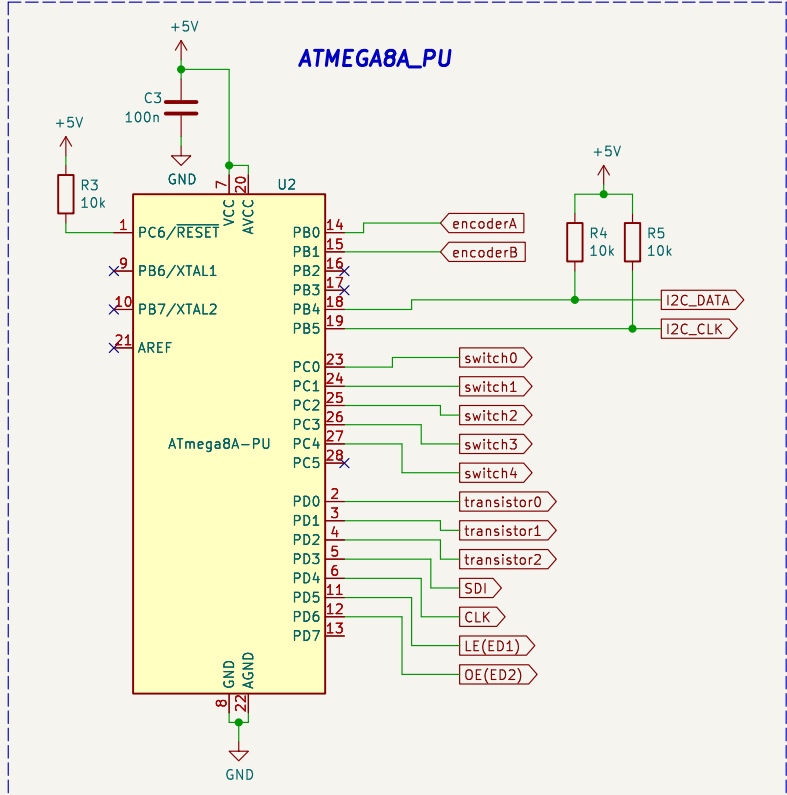 +5V
ATMEGA8A_PU
C3
100n
+5V
GND
+5V
R3
10k
U2
7
20
VCC
AVCC
1
PC6/RESET
9
PB6/XTAL1
10
PB7/XTAL2
21
AREF
ATmega8A-PU
PB0
14
encoderA
PB1
15
encoderB
PB2
16
PB3
17
PB4
18
PB5
19
R4
10k
R5
10k
I2C_DATA
I2C_CLK
PC0
23
switch0
PC1
24
switch1
PC2
25
switch2
PC3
26
switch3
PC4
27
switch4
PC5
28
PD0
2
transistor0
PD1
3
transistor1
PD2
4
transistor2
PD3
5
SDI
PD4
6
CLK
PD5
11
LE(ED1)
PD6
12
OE(ED2)
PD7
13
GND
AGND
8
22
GND